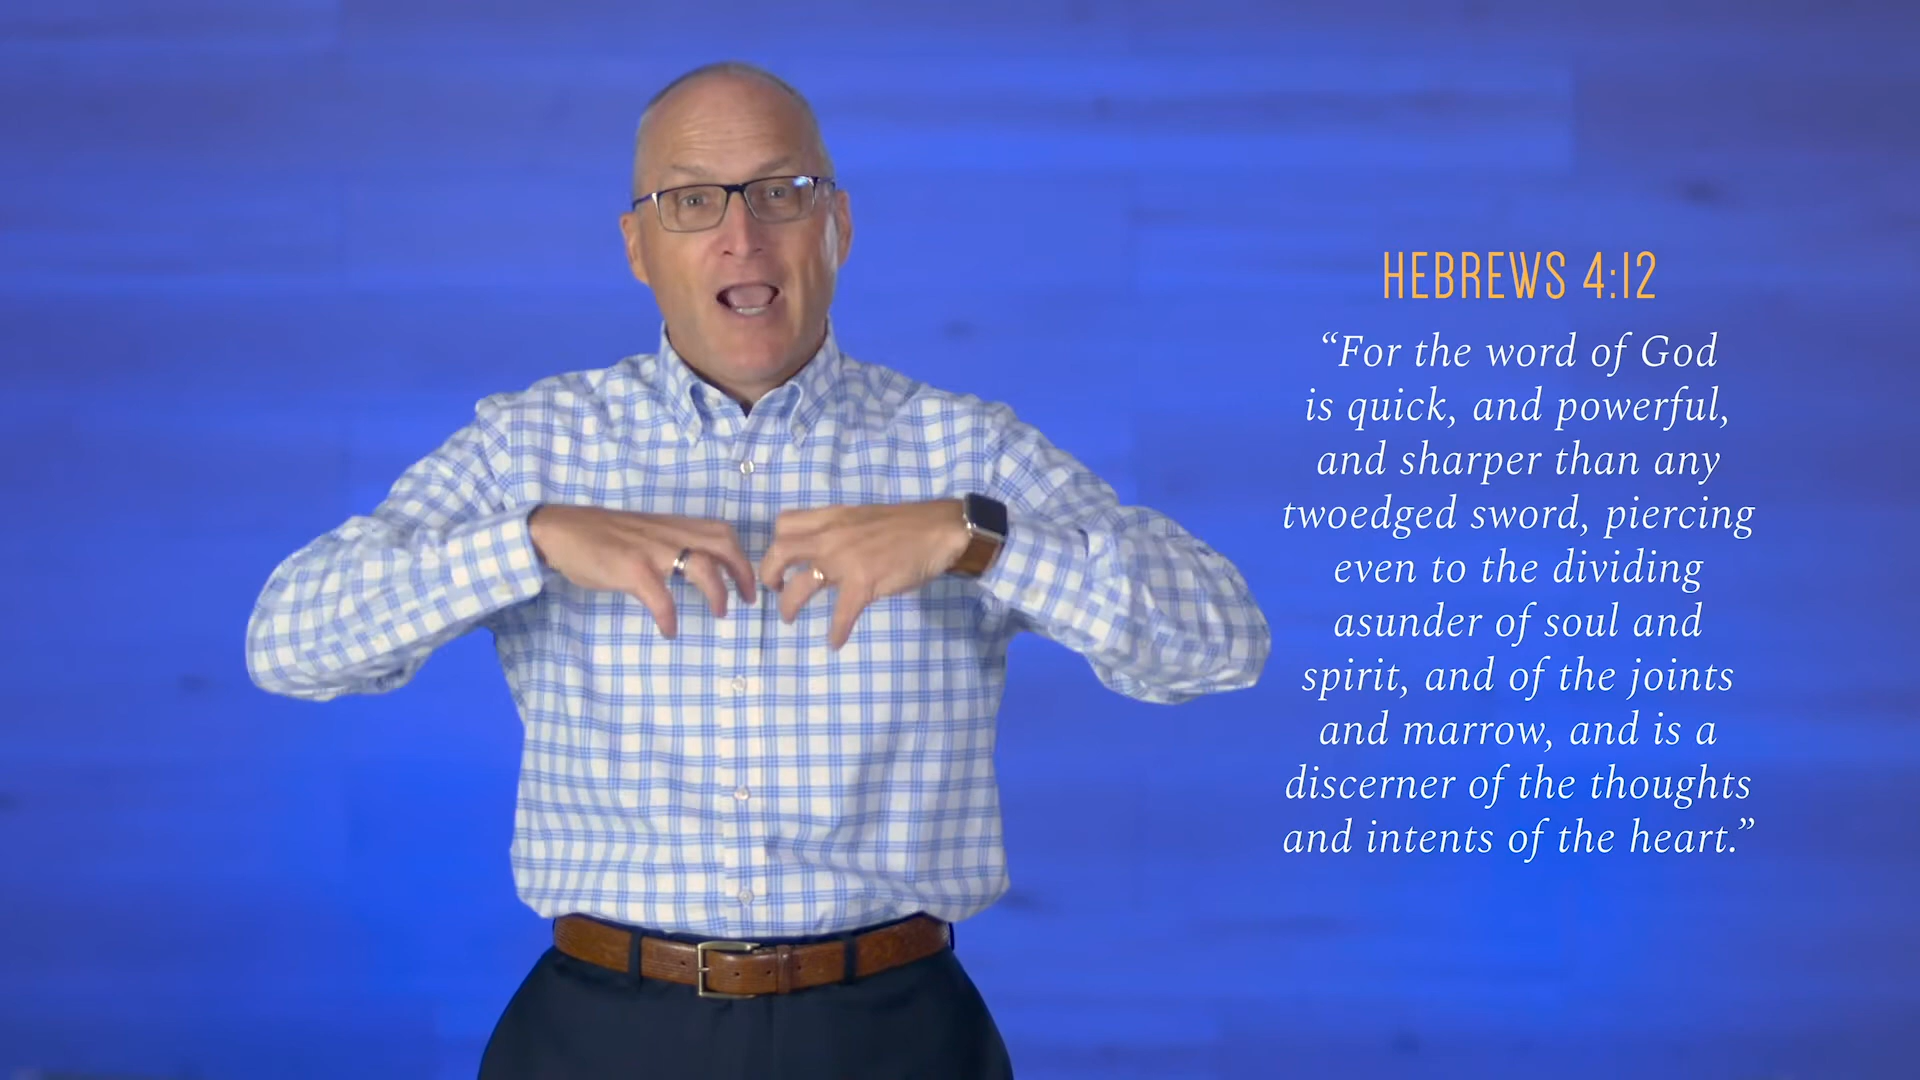 HEBREWS 4:12
“For the word of God
is quick, and powerful,
and sharper than any
twoedged sword, piercing
even to the dividing
asunder of soul and
spirit, and of the joints
and marrow, and is a
discerner of the thoughts
and intents of the heart.”